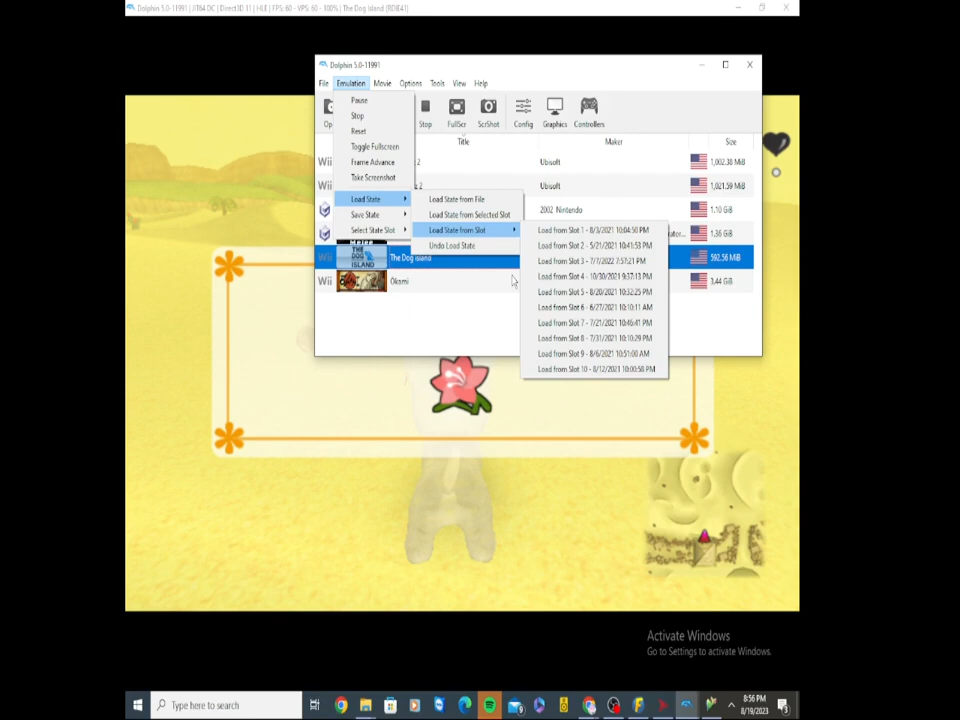 Dolphin 5.0-11991 | JIT64 DC | Direct3D 11 | HLE | FPS: 60 - VPS: 60 - 100% | The Dog Island (RDIE41)
Dolphin 5.0-11991
File Emulation Movie Options Tools View Help
Op Stop FullScr ScrShot Config Graphics Controllers
Pause
Stop
Reset
Toggle Fullscreen
Frame Advance
Take Screenshot
Load State
Save State
Select State Slot
Title Maker Size
Wii 2 Ubisoft 1,002.38 MiB
Wii 2 Ubisoft 1,021.59 MiB
2002 Nintendo 1.10 GiB
1.36 GiB
Load State from File
Load State from Selected Slot
Load State from Slot
Undo Load State
Load from Slot 1 - 8/3/2021 10:04:50 PM
Load from Slot 2 - 5/21/2021 10:41:53 PM
Load from Slot 3 - 7/7/2022 7:57:21 PM
Load from Slot 4 - 10/30/2021 9:37:13 PM
Load from Slot 5 - 8/20/2021 10:32:25 PM
Load from Slot 6 - 6/27/2021 10:10:11 AM
Load from Slot 7 - 7/21/2021 10:46:41 PM
Load from Slot 8 - 7/31/2021 10:10:29 PM
Load from Slot 9 - 8/6/2021 10:51:00 AM
Load from Slot 10 - 8/12/2021 10:00:58 PM
Melee
Wii THE DOG ISLAND The Dog Island 592.56 MiB
Wii Okami 3.44 GiB
Activate Windows
Go to Settings to activate Windows.
Type here to search
8:56 PM
8/19/2023